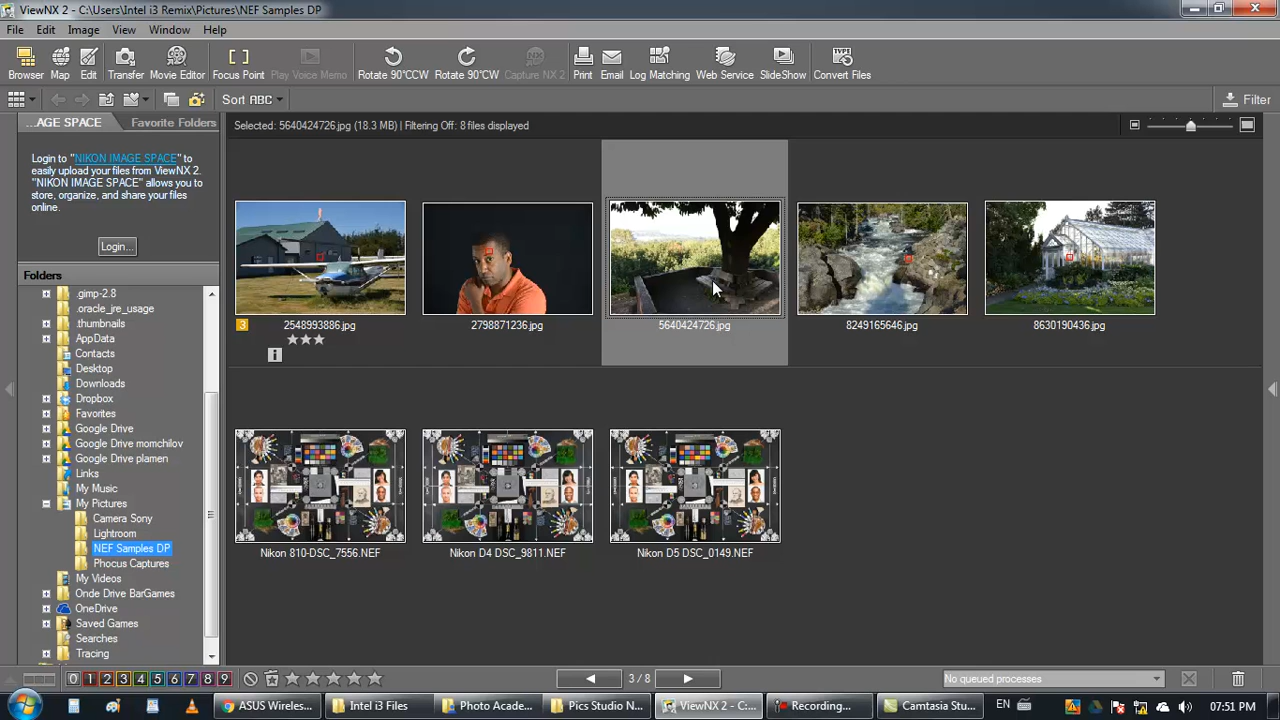 ViewNX 2 - C:\Users\Intel i3 Remix\Pictures\NEF Samples DP
File Edit Image View Window Help
Browser Map Edit Transfer Movie Editor Focus Point Play Voice Memo Rotate 90°CCW Rotate 90°CW Capture NX 2 Print Email Log Matching Web Service SlideShow Convert Files
Sort ABC Filter
...AGE SPACE Favorite Folders
Selected: 5640424726.jpg (18.3 MB) | Filtering Off: 8 files displayed
Login to "NIKON IMAGE SPACE" to
easily upload your files from ViewNX 2.
"NIKON IMAGE SPACE" allows you to
store, organize, and share your files
online.
Login...
Folders
.gimp-2.8
.oracle_jre_usage
.thumbnails
AppData
Contacts
Desktop
Downloads
Dropbox
Favorites
Google Drive
Google Drive momchilov
Google Drive plamen
Links
My Music
My Pictures
Camera Sony
Lightroom
NEF Samples DP
Phocus Captures
My Videos
Onde Drive BarGames
OneDrive
Saved Games
Searches
Tracing
3 2548993886.jpg 2798871236.jpg 5640424726.jpg 8249165646.jpg 8630190436.jpg
Nikon 810-DSC_7556.NEF Nikon D4 DSC_9811.NEF Nikon D5 DSC_0149.NEF
0 1 2 3 4 5 6 7 8 9 3 / 8 No queued processes
ASUS Wireles... Intel i3 Files Photo Acade... Pics Studio N... ViewNX 2 - C:... Recording... Camtasia Stu... EN 07:51 PM